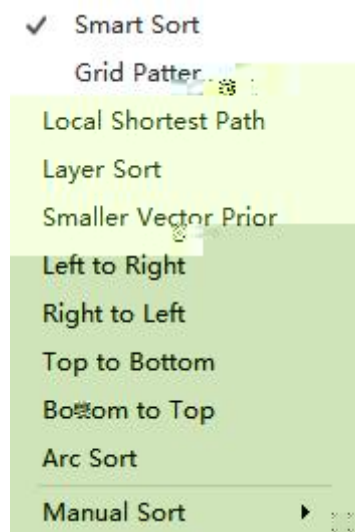 Smart Sort
Grid Patter
Local Shortest Path
Layer Sort
Smaller Vector Prior
Left to Right
Right to Left
Top to Bottom
Bottom to Top
Arc Sort
Manual Sort